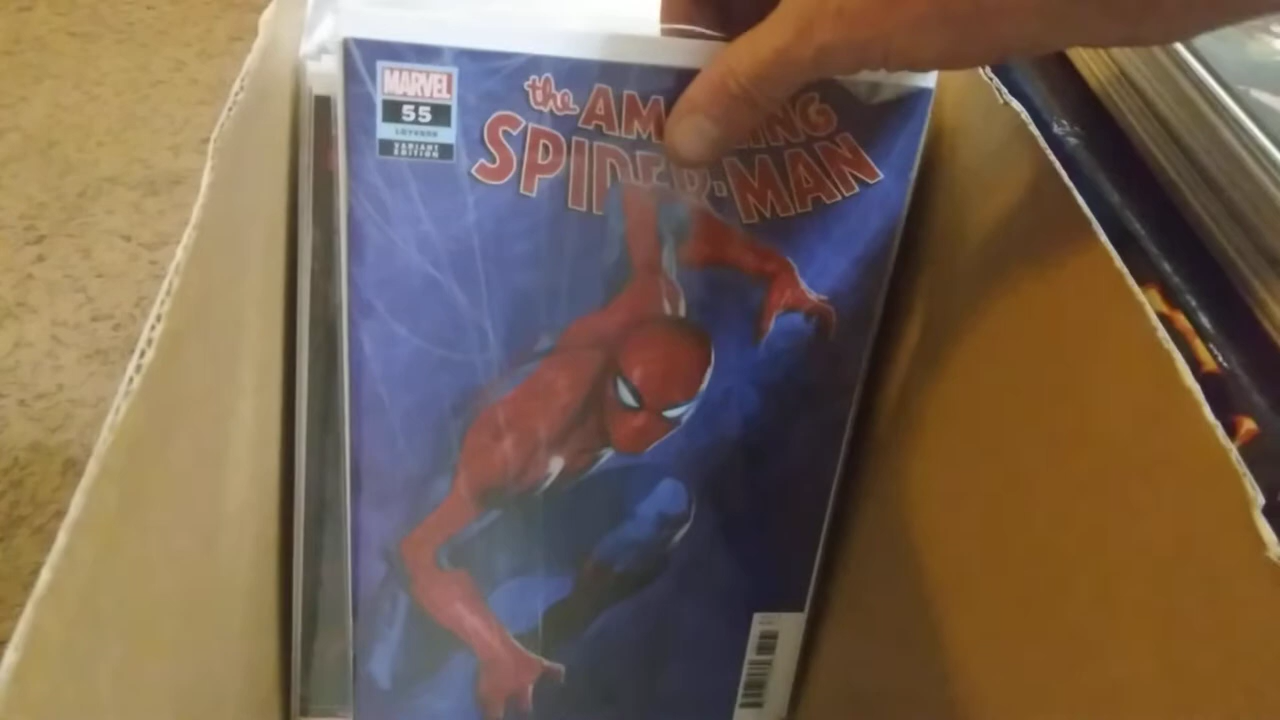 MARVEL
55
LGY#856
VARIANT
EDITION
the AMAZING
SPIDER-MAN